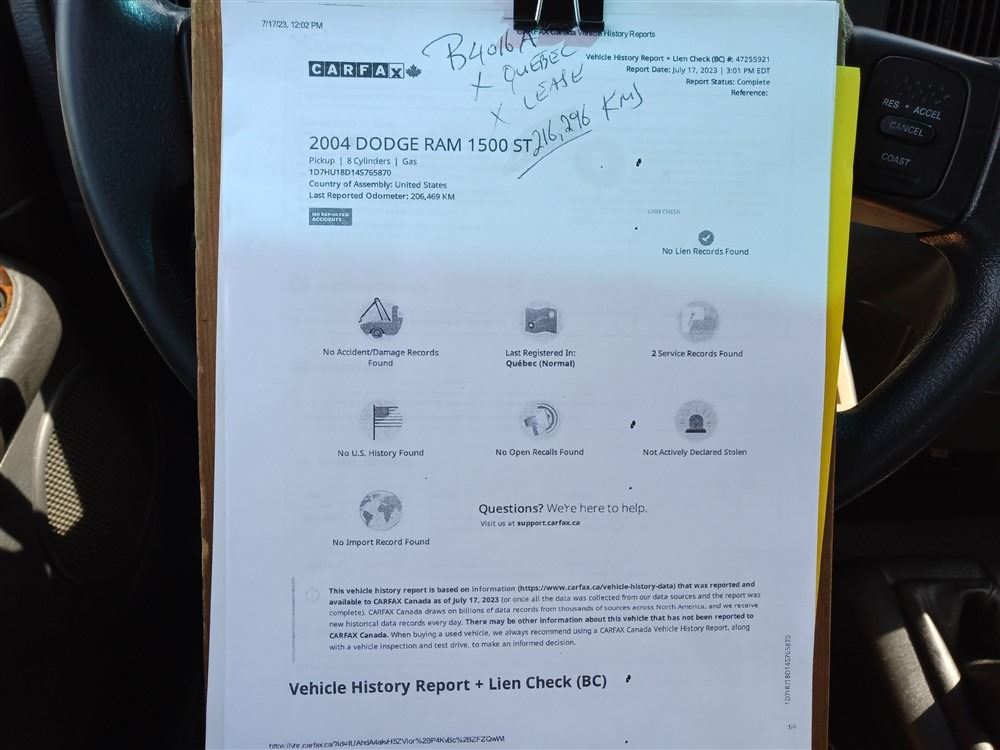 7/17/23, 12:02 PM
CARFAX Canada Vehicle History Reports
CARFAX
B4016A
X QUEBEC
X LEASE
216,296 KMS
Vehicle History Report + Lien Check (BC) #: 47255921
Report Date: July 17, 2023 | 3:01 PM EDT
Report Status: Complete
Reference:
2004 DODGE RAM 1500 ST
Pickup | 8 Cylinders | Gas
1D7HU18D14S765870
Country of Assembly: United States
Last Reported Odometer: 206,469 KM
NO REPORTED
ACCIDENTS
LIEN CHECK
No Lien Records Found
No Accident/Damage Records
Found
Last Registered In:
Québec (Normal)
2 Service Records Found
No U.S. History Found
No Open Recalls Found
Not Actively Declared Stolen
No Import Record Found
Questions? We're here to help.
Visit us at support.carfax.ca
This vehicle history report is based on information (https://www.carfax.ca/vehicle-history-data) that was reported and
available to CARFAX Canada as of July 17, 2023 (or once all the data was collected from our data sources and the report was
complete). CARFAX Canada draws on billions of data records from thousands of sources across North America, and we receive
new historical data records every day. There may be other information about this vehicle that has not been reported to
CARFAX Canada. When buying a used vehicle, we always recommend using a CARFAX Canada Vehicle History Report, along
with a vehicle inspection and test drive, to make an informed decision.
Vehicle History Report + Lien Check (BC)
1D7HU18D14S765870
RES • ACCEL
CANCEL
COAST